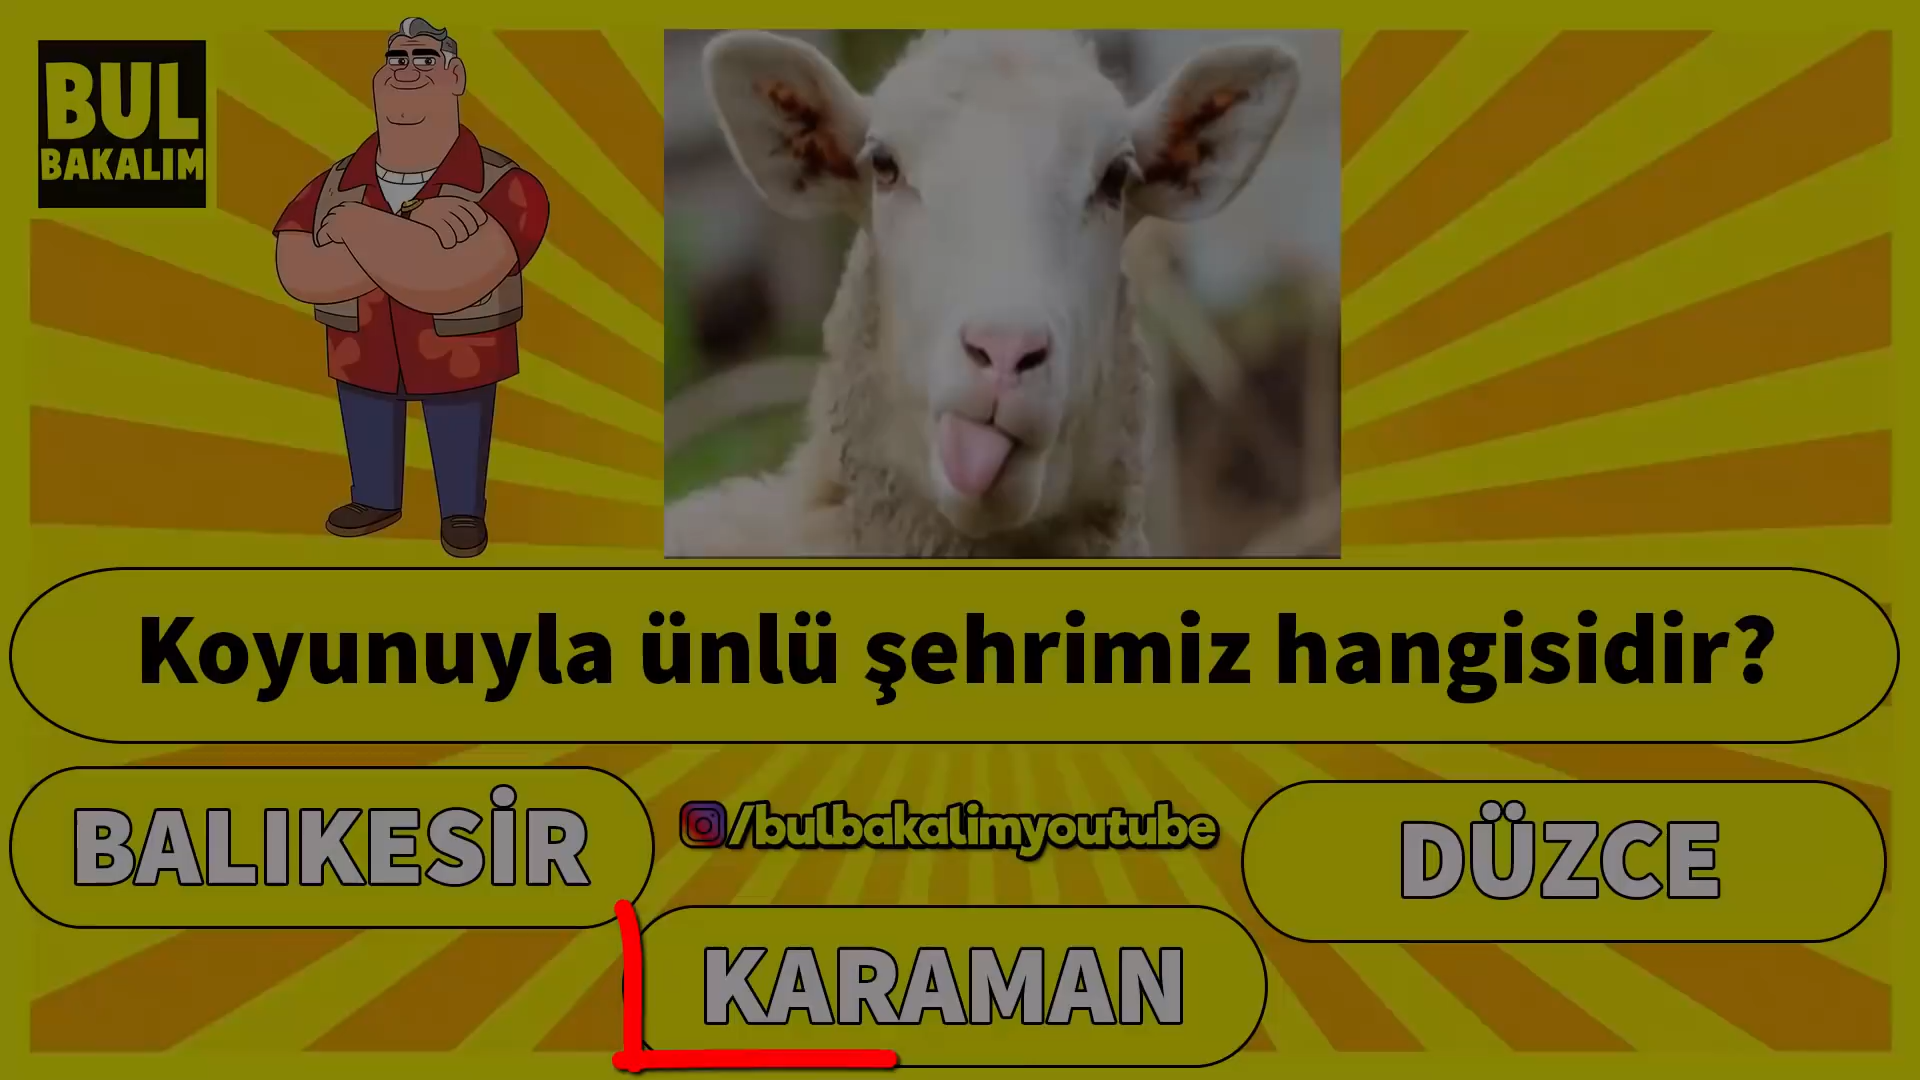 BUL
BAKALIM
Koyunuyla ünlü şehrimiz hangisidir?
BALIKESİR
/bulbakalimyoutube
DÜZCE
KARAMAN